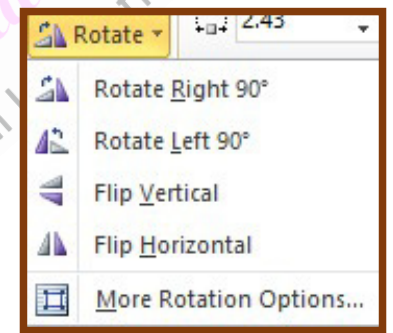 Rotate 2.43
Rotate Right 90°
Rotate Left 90°
Flip Vertical
Flip Horizontal
More Rotation Options...